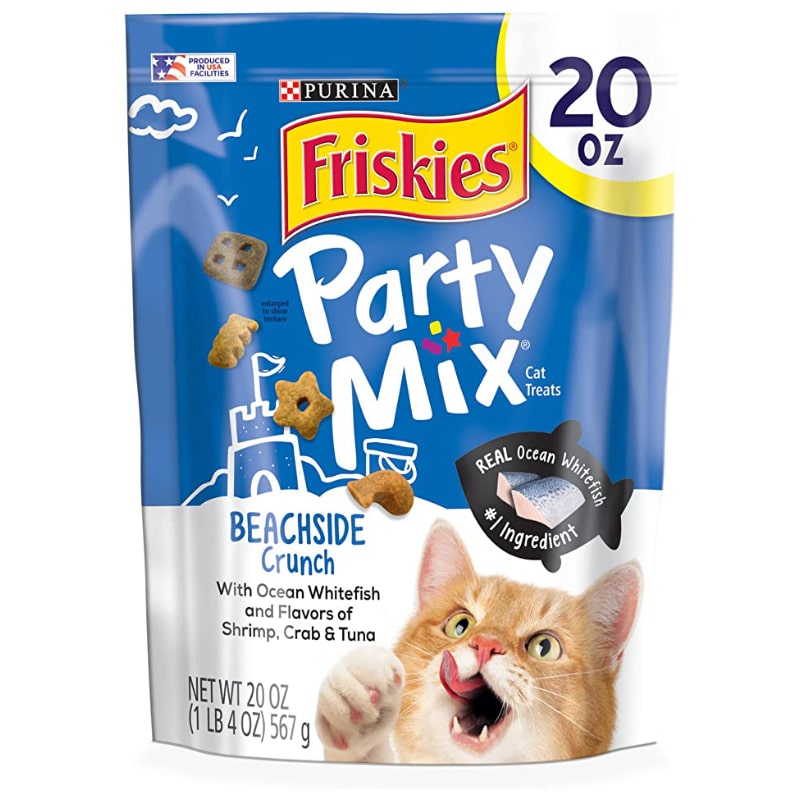 PRODUCED
IN USA
FACILITIES
PURINA
20
OZ
Friskies®
Party
Mix®
Cat
Treats
enlarged
to show
texture
REAL Ocean Whitefish
#1 Ingredient
BEACHSIDE
Crunch
With Ocean Whitefish
and Flavors of
Shrimp, Crab & Tuna
NET WT 20 OZ
(1 LB 4 OZ) 567 g